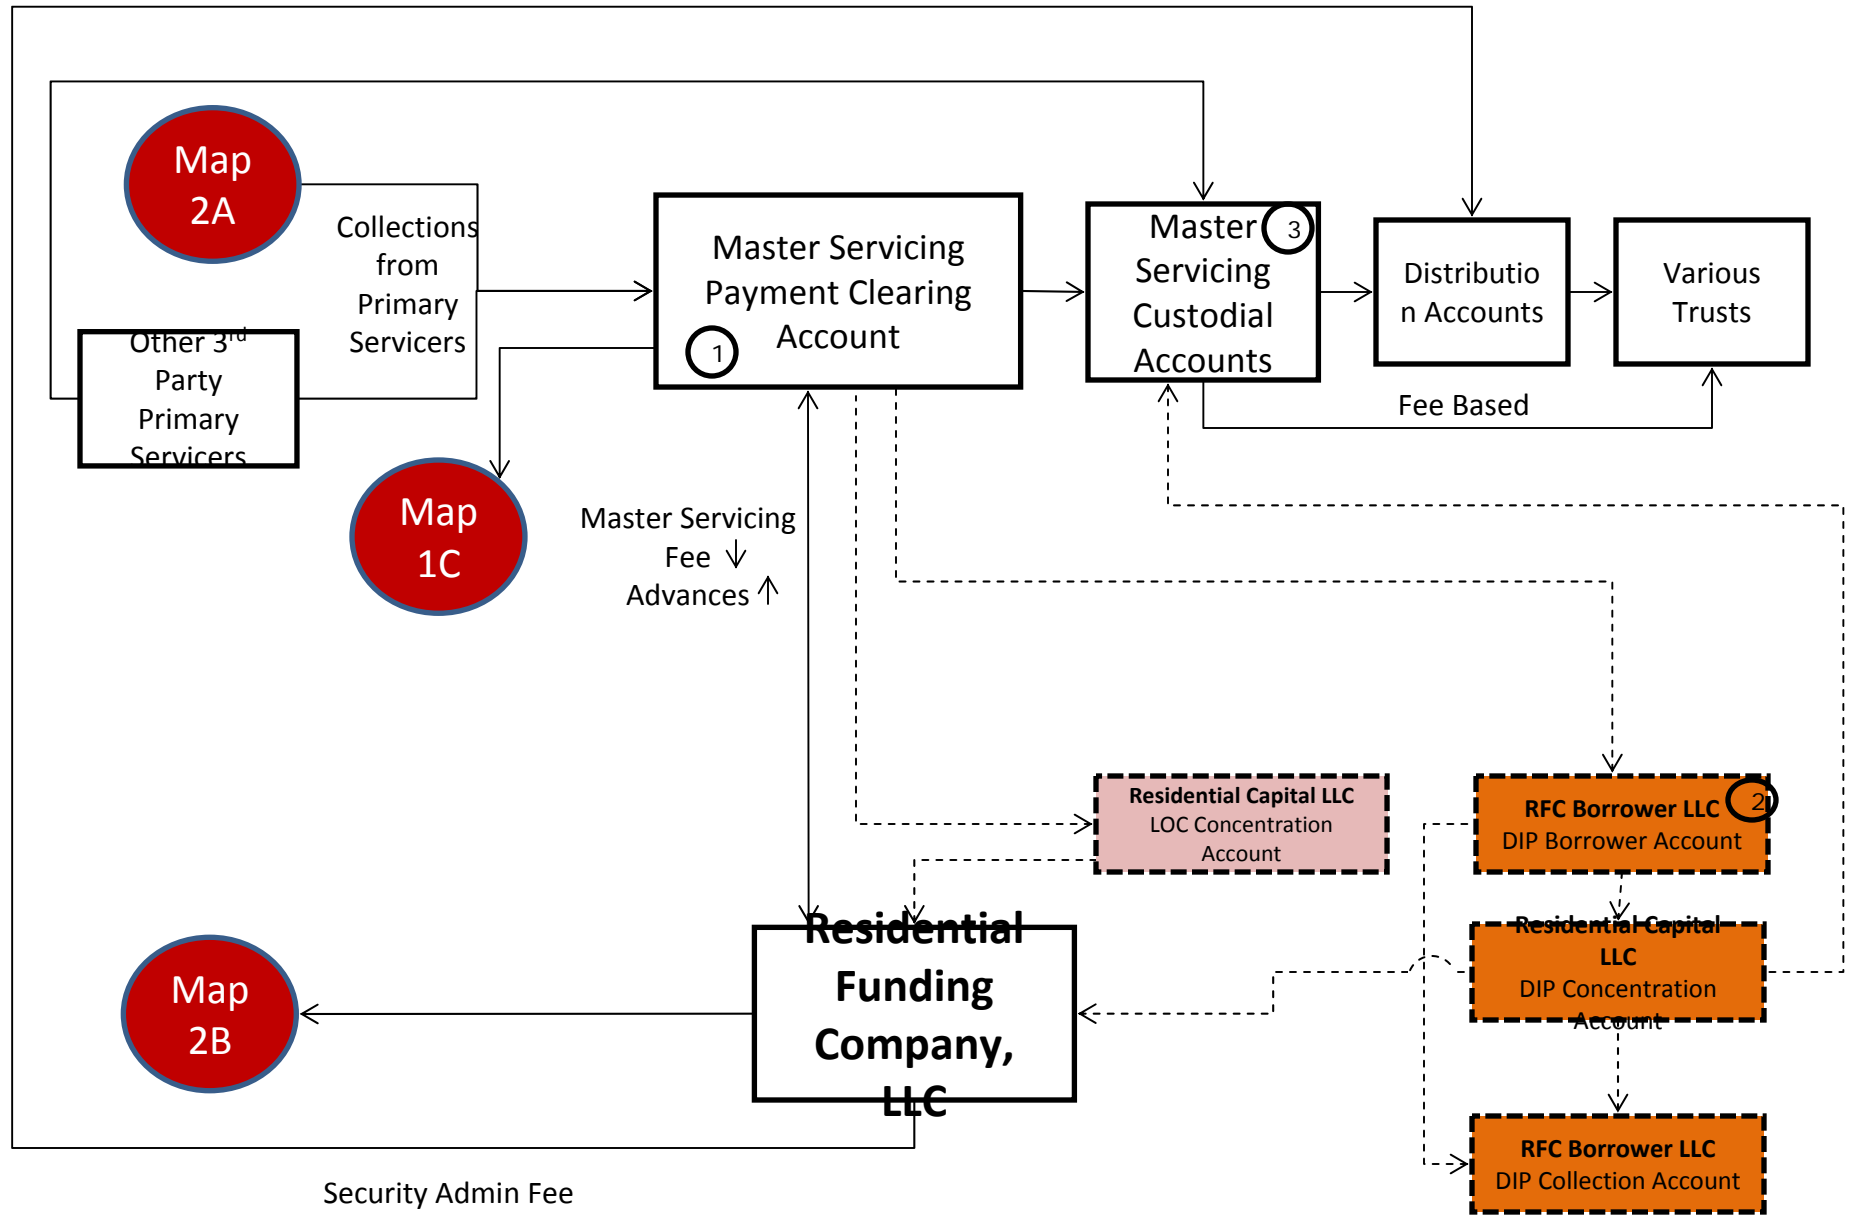 Map
2A
Collections
from
Primary
Servicers
Other 3rd
Party
Primary
Servicers
Master Servicing
Payment Clearing
Account
1
Master
Servicing
Custodial
Accounts
3
Distributio
n Accounts
Various
Trusts
Fee Based
Map
1C
Master Servicing
Fee ↓
Advances ↑
Residential Capital LLC
LOC Concentration
Account
RFC Borrower LLC
DIP Borrower Account
2
Residential Capital
LLC
DIP Concentration
Account
Map
2B
Residential
Funding
Company,
LLC
RFC Borrower LLC
DIP Collection Account
Security Admin Fee